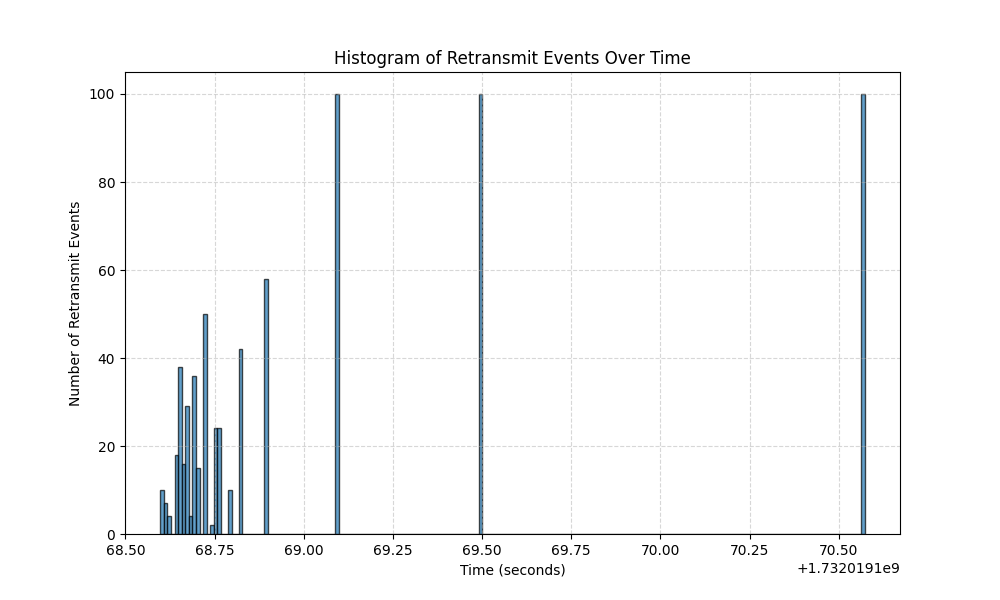 Histogram of Retransmit Events Over Time
Number of Retransmit Events
100
80
60
40
20
0
68.50 68.75 69.00 69.25 69.50 69.75 70.00 70.25 70.50
Time (seconds)
+1.7320191e9